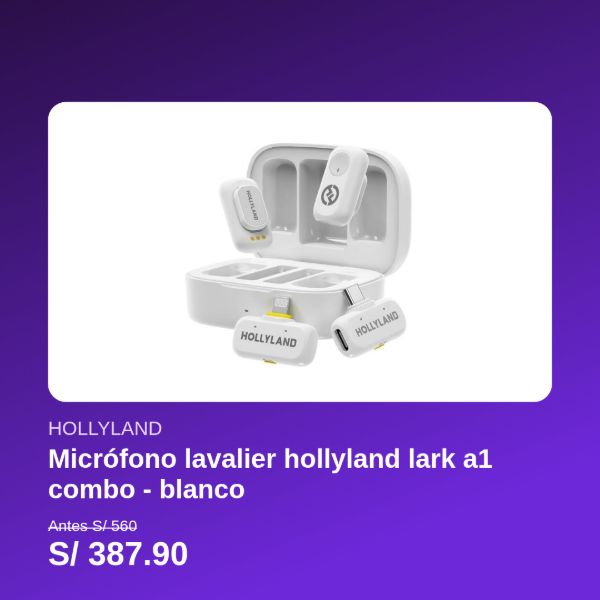 HOLLYLAND
HOLLYLAND
HOLLYLAND
HOLLYLAND
Micrófono lavalier hollyland lark a1
combo - blanco
Antes S/ 560
S/ 387.90